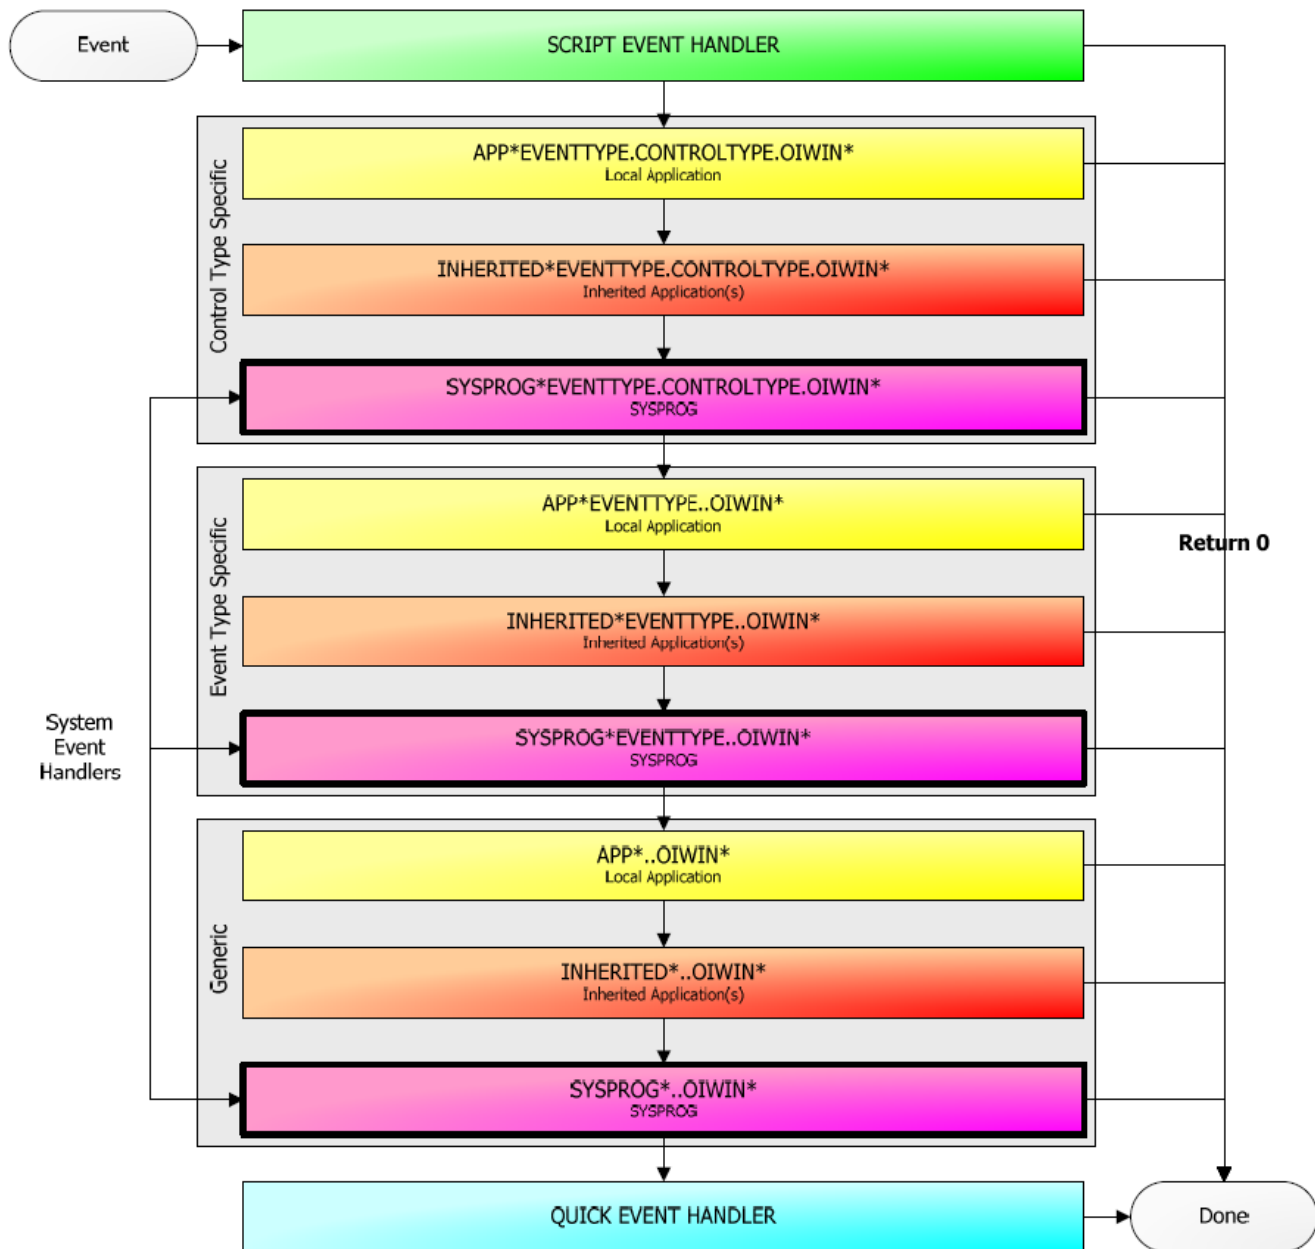 Event
SCRIPT EVENT HANDLER
Control Type Specific
APP*EVENTTYPE.CONTROLTYPE.OIWIN*
Local Application
INHERITED*EVENTTYPE.CONTROLTYPE.OIWIN*
Inherited Application(s)
SYSPROG*EVENTTYPE.CONTROLTYPE.OIWIN*
SYSPROG
Event Type Specific
APP*EVENTTYPE..OIWIN*
Local Application
Return 0
INHERITED*EVENTTYPE..OIWIN*
Inherited Application(s)
System
Event
Handlers
SYSPROG*EVENTTYPE..OIWIN*
SYSPROG
Generic
APP*..OIWIN*
Local Application
INHERITED*..OIWIN*
Inherited Application(s)
SYSPROG*..OIWIN*
SYSPROG
QUICK EVENT HANDLER
Done